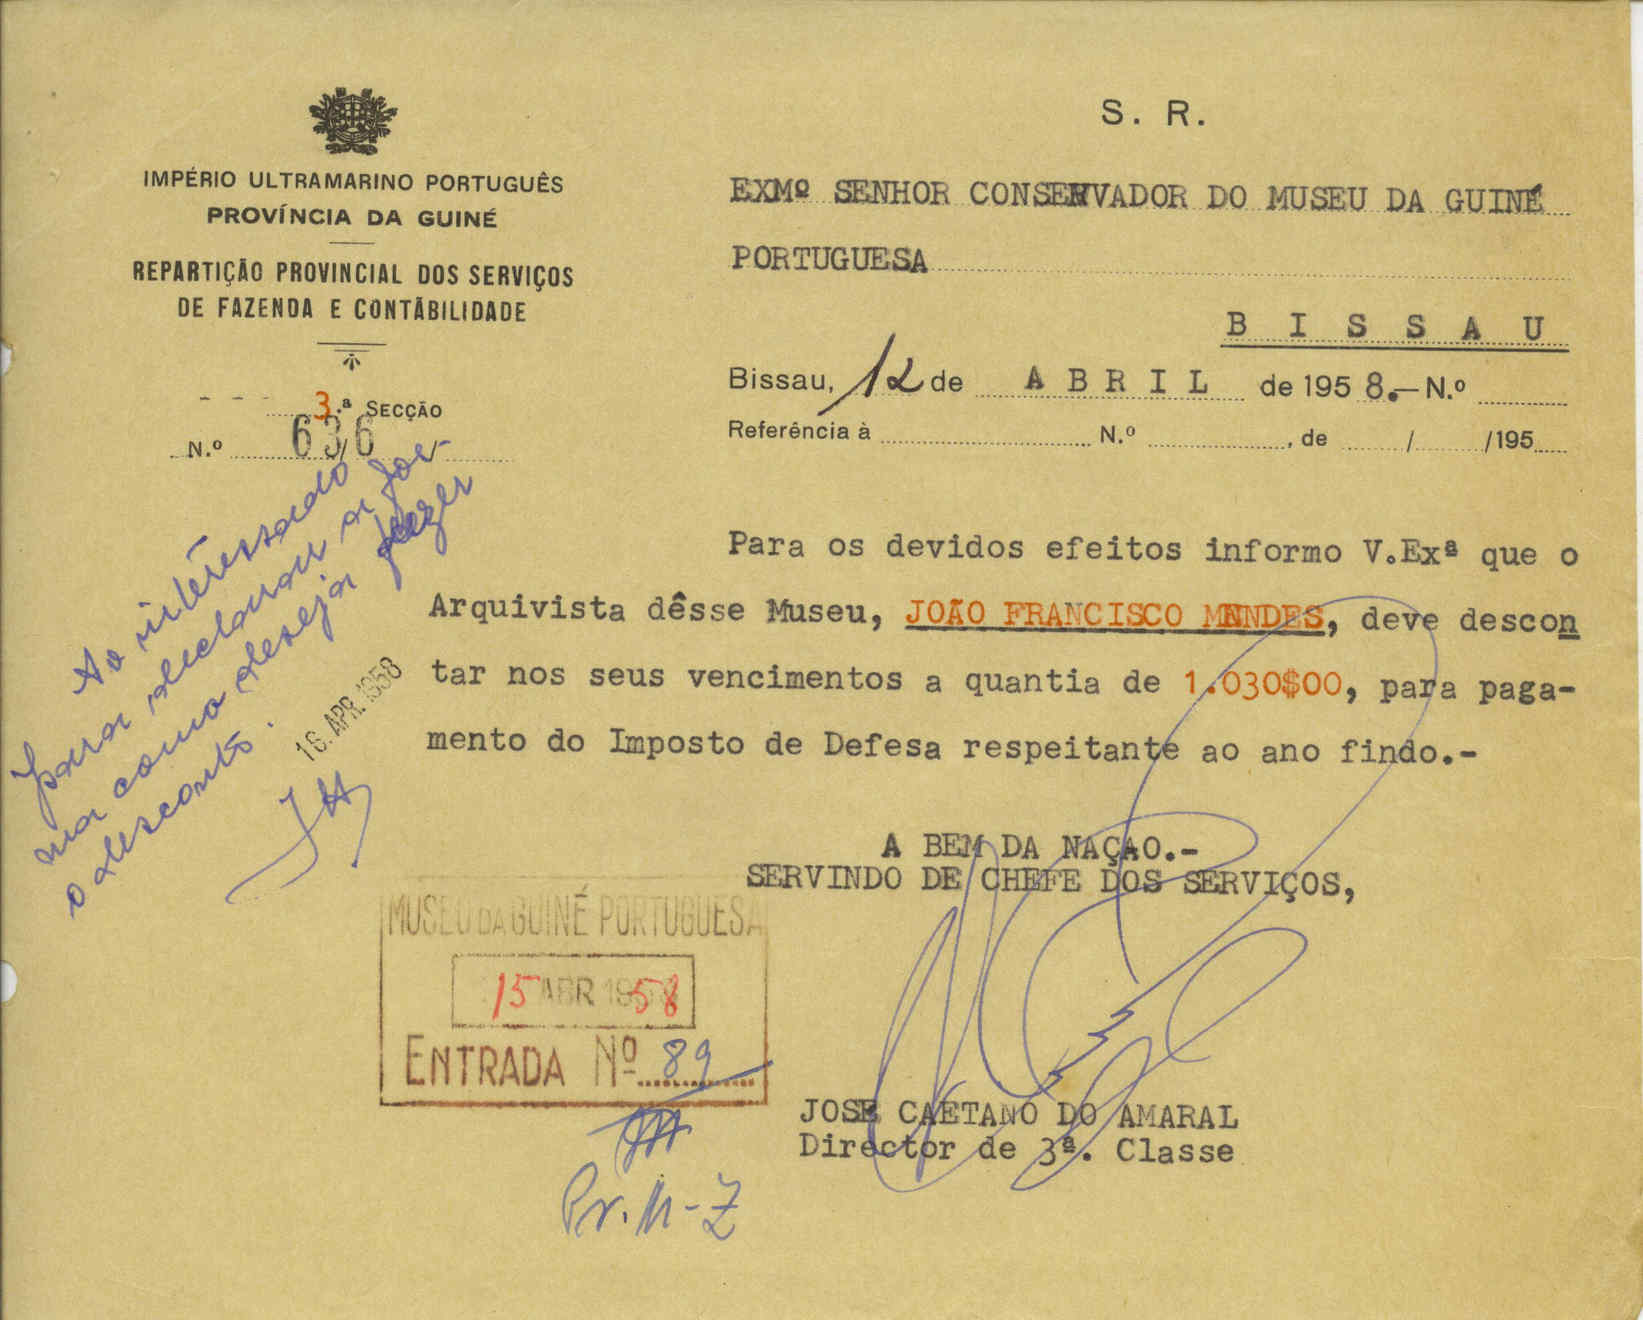 S. R.
IMPÉRIO ULTRAMARINO PORTUGUÊS
PROVÍNCIA DA GUINÉ
REPARTIÇÃO PROVINCIAL DOS SERVIÇOS
DE FAZENDA E CONTABILIDADE
3.ª SECÇÃO
N.º 636
EXMº SENHOR CONSERVADOR DO MUSEU DA GUINÉ
PORTUGUESA
B I S S A U
Bissau, 12 de A B R I L de 1958.— N.º
Referência à N.º , de / /195
Para os devidos efeitos informo V.Exª que o
Arquivista dêsse Museu, JOÃO FRANCISCO MENDES, deve descon
tar nos seus vencimentos a quantia de 1.030$00, para paga-
mento do Imposto de Defesa respeitante ao ano findo.-
A BEM DA NAÇAO.-
SERVINDO DE CHEFE DOS SERVIÇOS,
JOSE CAETANO DO AMARAL
Director de 3ª. Classe
Ao interessado
para declarar a for-
ma como deseja fazer
o desconto.
16. APR. 1958
MUSEU DA GUINÉ PORTUGUESA
15 ABR 1958
ENTRADA Nº 89
Pr. M-Z